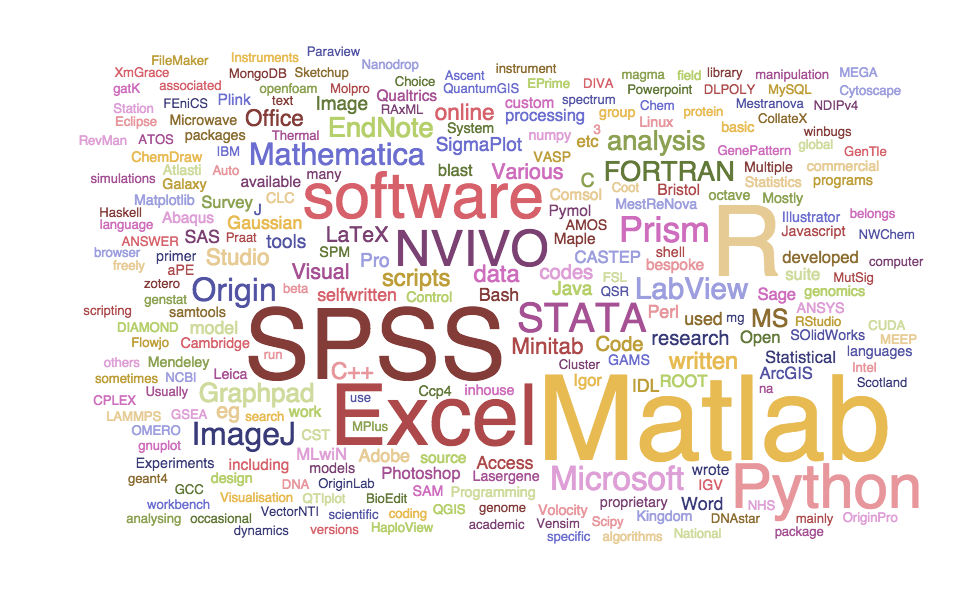 Paraview
FileMaker Instruments Nanodrop
XmGrace MongoDB Sketchup Choice Ascent instrument magma field library manipulation MEGA
gatK associated openfoam Molpro QuantumGIS EPrime DIVA Powerpoint DLPOLY MySQL Cytoscape
Station FEniCS Plink text Image Qualtrics custom spectrum Chem Mestranova NDIPv4
Eclipse Microwave Office RAxML online processing group Linux protein CollateX
RevMan ATOS packages Thermal EndNote System numpy 3 basic winbugs
IBM Mathematica SigmaPlot etc analysis GenePattern global GenTle
ChemDraw Atlasti Auto blast VASP FORTRAN Multiple commercial
simulations Galaxy available many Various C Statistics programs
Matplotlib Survey CLC software Comsol Coot Bristol octave Mostly
Haskell J Abaqus Gaussian Pymol MestReNova R Illustrator belongs
language SAS Praat tools LaTeX NVIVO AMOS Prism Javascript NWChem
ANSWER Maple
browser primer Studio SPM Pro CASTEP shell developed computer
freely aPE Visual scripts data codes FSL bespoke suite MutSig
zotero Origin beta selfwritten Control Bash Java QSR LabView Sage genomics
genstat ANSYS
scripting samtools SPSS STATA Perl used mg MS RStudio CUDA
DIAMOND model
Flowjo Cambridge Minitab Code research Open SOlidWorks MEEP
others Mendeley run Cluster GAMS written Statistical languages
sometimes NCBI Leica C++ Igor IDL ROOT ArcGIS Intel
CPLEX Usually Graphpad use Ccp4 inhouse na Scotland
LAMMPS GSEA eg search work Excel Matlab
OMERO ImageJ CST MPlus
gnuplot MLwiN Adobe source
Experiments including models Photoshop Access Microsoft wrote Python
geant4 design DNA OriginLab Lasergene IGV
GCC Visualisation QTIplot BioEdit SAM Programming proprietary Word NHS
workbench VectorNTI scientific coding QGIS genome Volocity Kingdom DNAstar mainly OriginPro
analysing occasional dynamics versions HaploView academic Vensim Scipy package
specific algorithms National